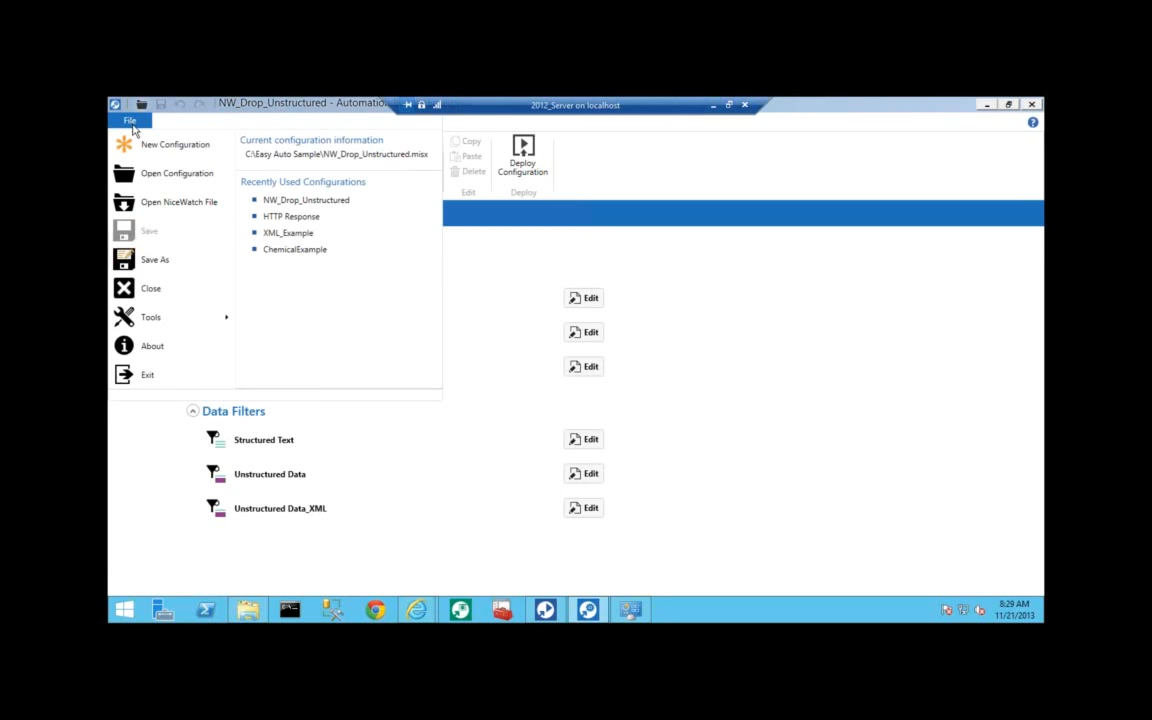 NW_Drop_Unstructured - Automatio
2012_Server on localhost
File
New Configuration
Open Configuration
Open NiceWatch File
Save
Save As
Close
Tools
About
Exit
Current configuration information
C:\Easy Auto Sample\NW_Drop_Unstructured.misx
Recently Used Configurations
NW_Drop_Unstructured
HTTP Response
XML_Example
ChemicalExample
Copy
Paste
Delete
Edit
Deploy
Configuration
Deploy
Edit
Edit
Edit
Data Filters
Structured Text
Edit
Unstructured Data
Edit
Unstructured Data_XML
Edit
8:29 AM
11/21/2013